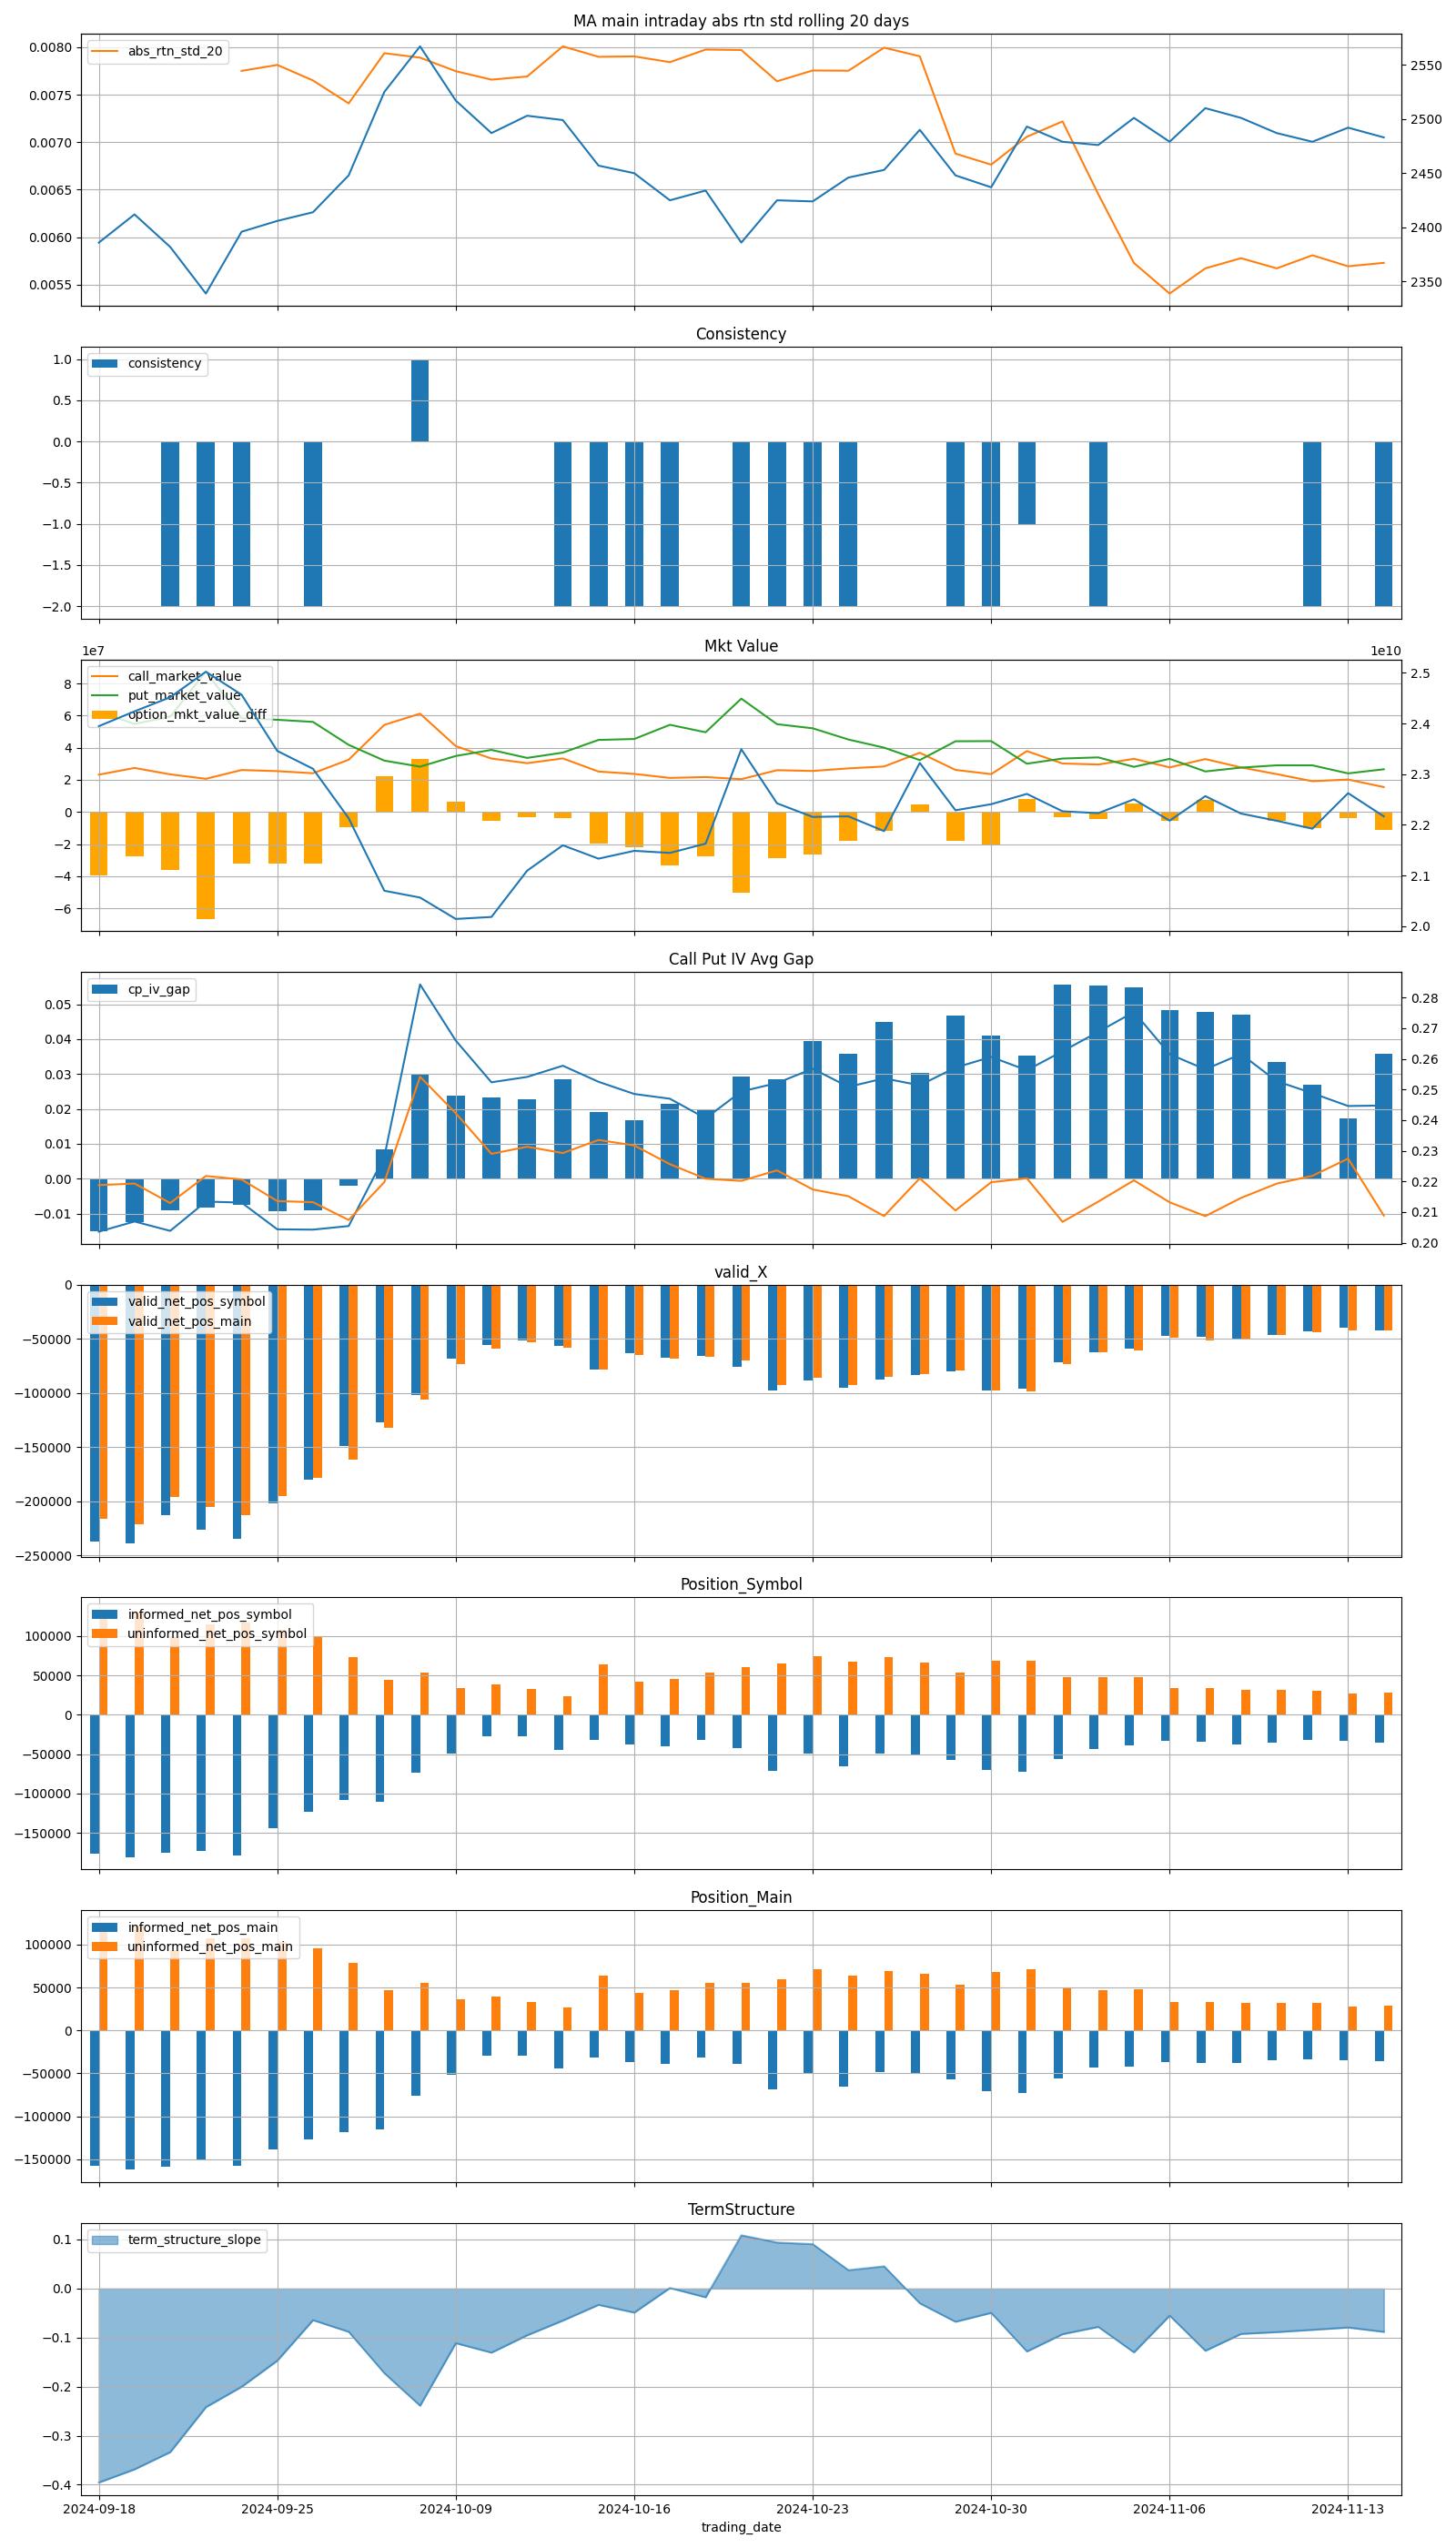 MA main intraday abs rtn std rolling 20 days
abs_rtn_std_20
0.0080
0.0075
0.0070
0.0065
0.0060
0.0055
2550
2500
2450
2400
2350
Consistency
consistency
1.0
0.5
0.0
−0.5
−1.0
−1.5
−2.0
Mkt Value
1e7
1e10
call_market_value
put_market_value
option_mkt_value_diff
8
6
4
2
0
−2
−4
−6
2.5
2.4
2.3
2.2
2.1
2.0
Call Put IV Avg Gap
cp_iv_gap
0.05
0.04
0.03
0.02
0.01
0.00
−0.01
0.28
0.27
0.26
0.25
0.24
0.23
0.22
0.21
0.20
valid_X
valid_net_pos_symbol
valid_net_pos_main
0
−50000
−100000
−150000
−200000
−250000
Position_Symbol
informed_net_pos_symbol
uninformed_net_pos_symbol
100000
50000
0
−50000
−100000
−150000
Position_Main
informed_net_pos_main
uninformed_net_pos_main
100000
50000
0
−50000
−100000
−150000
TermStructure
term_structure_slope
0.1
0.0
−0.1
−0.2
−0.3
−0.4
2024-09-18 2024-09-25 2024-10-09 2024-10-16 2024-10-23 2024-10-30 2024-11-06 2024-11-13
trading_date